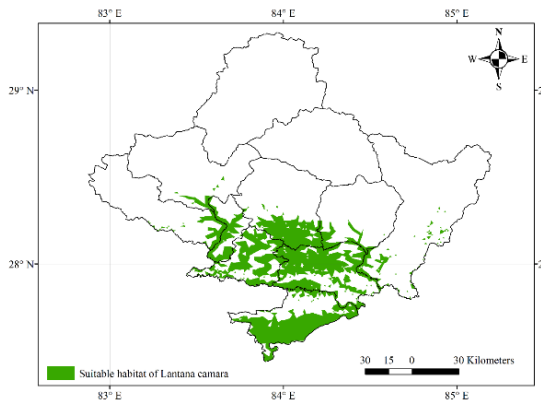 83° E 84° E 85° E
N
W E
S
29° N
28° N
Suitable habitat of Lantana camara
30 15 0 30 Kilometers
83° E 84° E 85° E